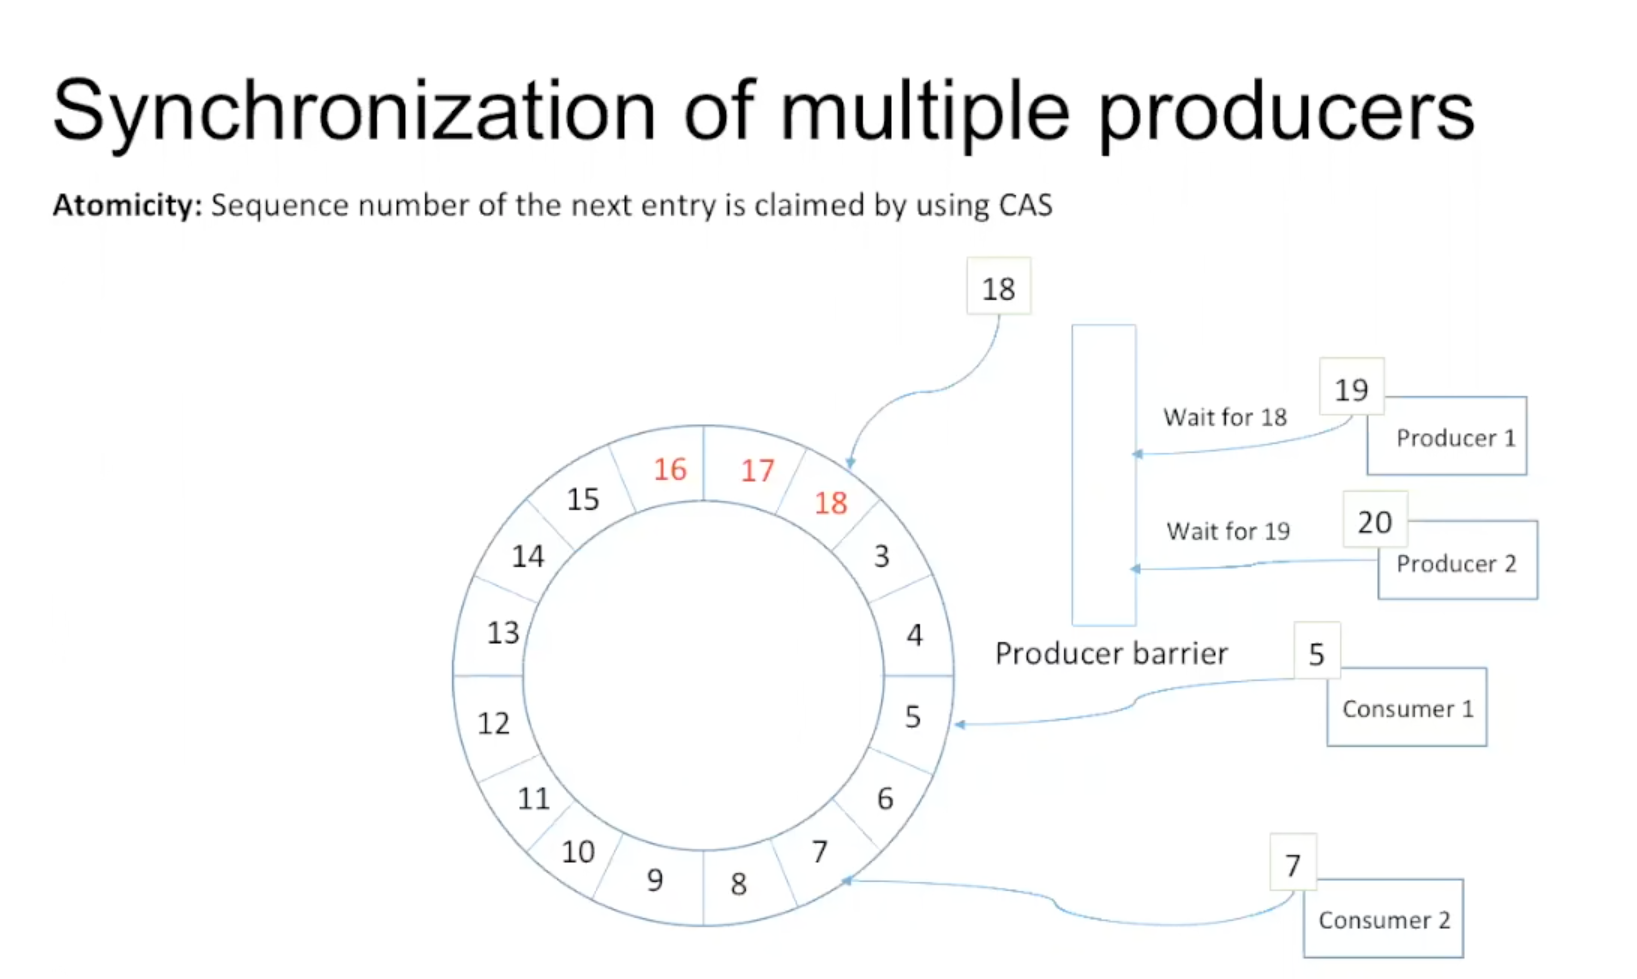 Synchronization of multiple producers
Atomicity: Sequence number of the next entry is claimed by using CAS
18
19
Wait for 18
Producer 1
16
17
18
15
3
14
4
13
20
Wait for 19
Producer 2
Producer barrier
5
Consumer 1
5
12
6
11
7
10
9
8
7
Consumer 2